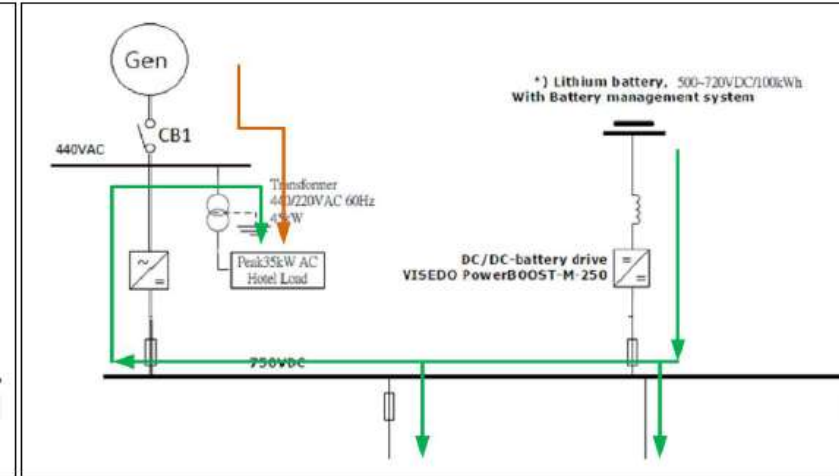 Gen
*) Lithium battery, 500~720VDC/100kWh
With Battery management system
CB1
440VAC
Transformer
440/220VAC 60Hz
45kW
Peak35kW AC
Hotel Load
DC/DC-battery drive
VISEDO PowerBOOST-M-250
750VDC